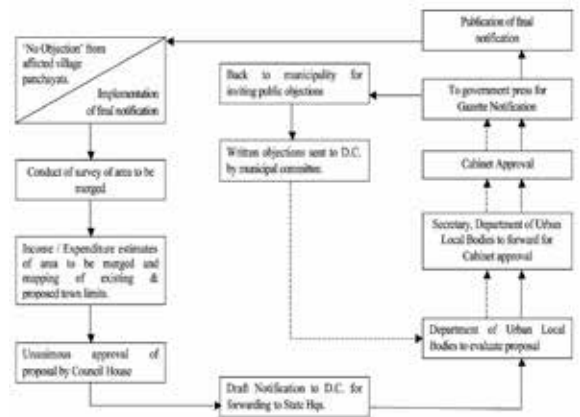 "No Objection" from
affected village
panchayats.
Implementation
of final notification
Conduct of survey of area to be
merged
Income / Expenditure estimates
of area to be merged and
mapping of existing &
proposed town limits.
Unanimous approval of
proposal by Council House
Draft Notification to D.C. for
forwarding to State Hqs.
Back to municipality for
inviting public objections
Written objections sent to D.C.
by municipal committee.
Publication of final
notification
To government press for
Gazette Notification
Cabinet Approval
Secretary, Department of Urban
Local Bodies to forward for
Cabinet approval
Department of Urban Local
Bodies to evaluate proposal